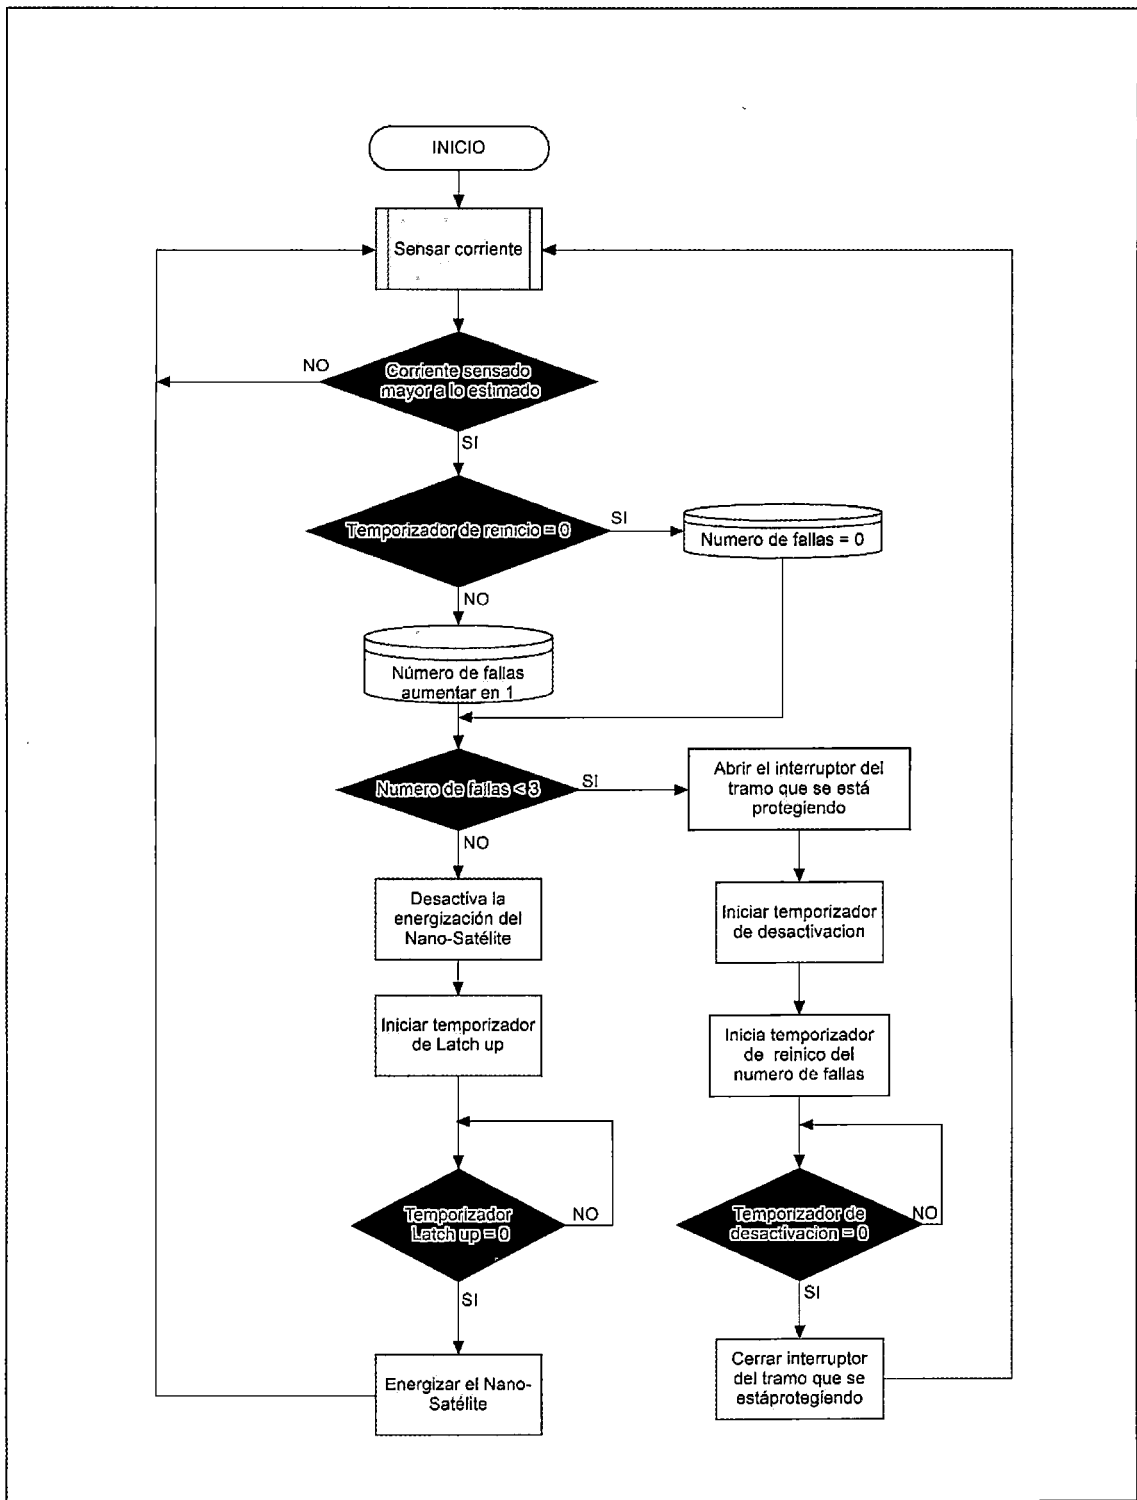 INICIO
Sensar corriente
NO
Corriente sensado
mayor a lo estimado
SI
Temporizador de reinicio = 0
SI
Numero de fallas = 0
NO
Número de fallas
aumentar en 1
Numero de fallas < 3
SI
Abrir el interruptor del
tramo que se está
protegiendo
NO
Desactiva la
energización del
Nano-Satélite
Iniciar temporizador
de desactivacion
Iniciar temporizador
de Latch up
Inicia temporizador
de reinico del
numero de fallas
Temporizador
Latch up = 0
NO
Temporizador de
desactivacion = 0
NO
SI
SI
Energizar el Nano-
Satélite
Cerrar interruptor
del tramo que se
estáprotegiendo